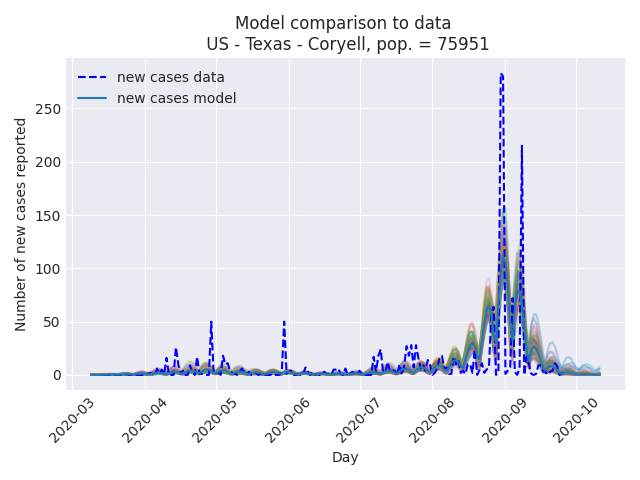 Model comparison to data
US - Texas - Coryell, pop. = 75951
new cases data
new cases model
Number of new cases reported
250
200
150
100
50
0
2020-03
2020-04
2020-05
2020-06
2020-07
2020-08
2020-09
2020-10
Day